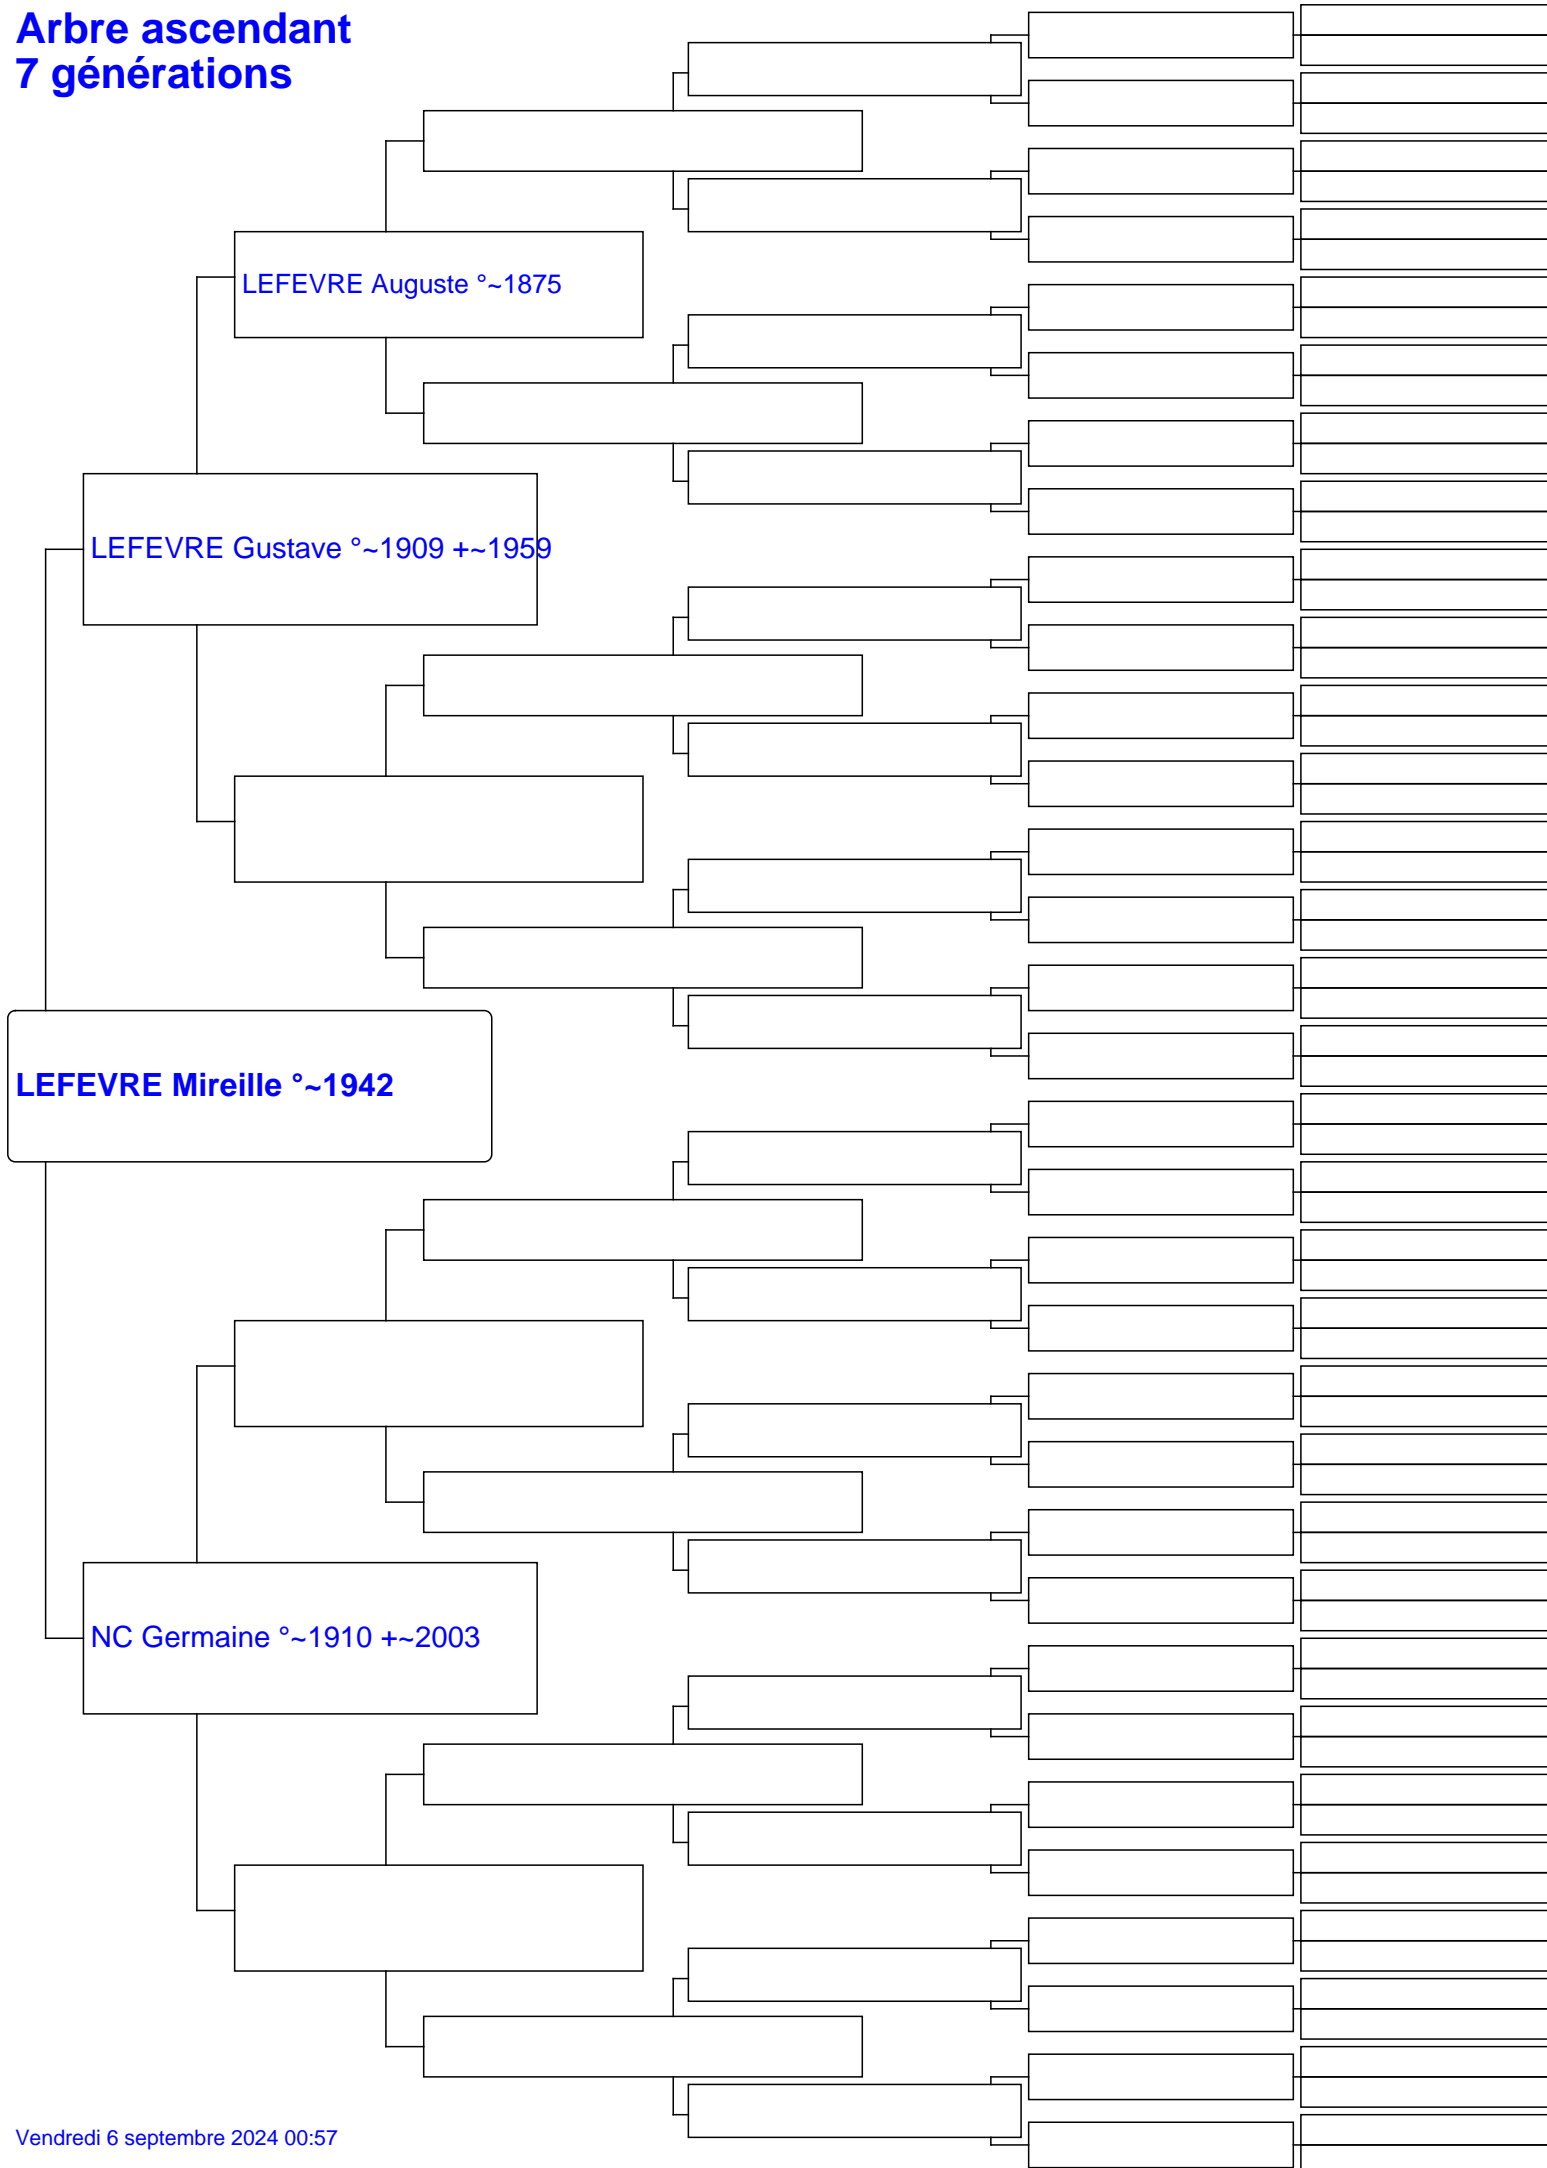 Arbre ascendant
7 générations
LEFEVRE Auguste °~1875
LEFEVRE Gustave °~1909 +~1959
LEFEVRE Mireille °~1942
NC Germaine °~1910 +~2003
Vendredi 6 septembre 2024 00:57